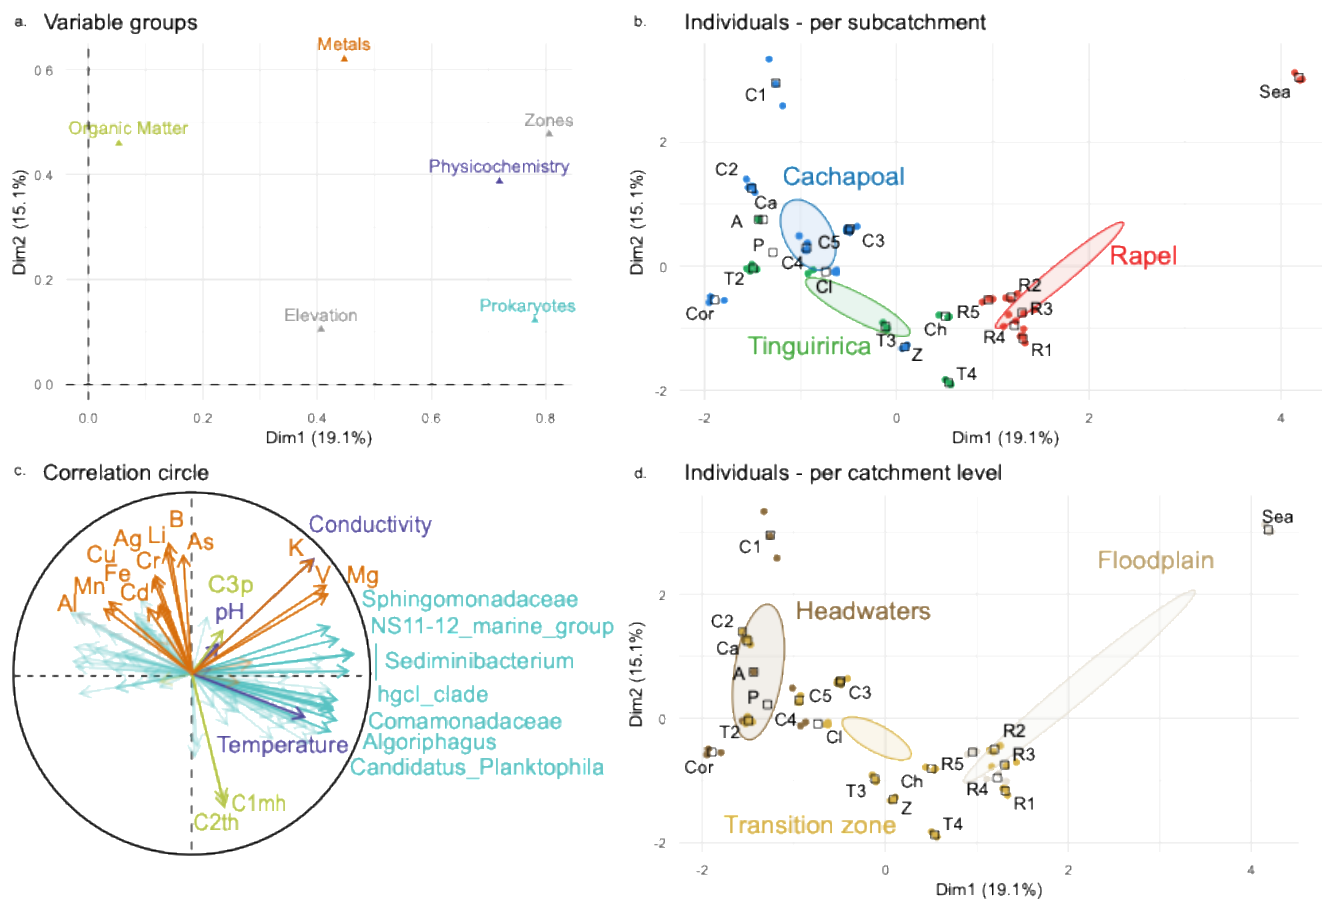 a. Variable groups
Metals
0.6
Zones
Organic Matter
Physicochemistry
0.4
Dim2 (15.1%)
0.2
Prokaryotes
Elevation
0.0
0.0 0.2 0.4 0.6 0.8
Dim1 (19.1%)
b. Individuals - per subcatchment
C1
Sea
2
C2
Cachapoal
Ca
A
C5 C3
P
Rapel
C4
0
T2
Cl
R2
Cor
R5 R3
Ch
T3
R4
R1
Tinguiririca
Z
T4
Dim2 (15.1%)
-2
-2 0 2 4
Dim1 (19.1%)
c. Correlation circle
B
Conductivity
Ag Li As
K
Cu Cr
Fe
V Mg
Mn Cd
C3p
Al
Sphingomonadaceae
pH
NS11-12_marine_group
Sediminibacterium
hgcI_clade
Comamonadaceae
Temperature Algoriphagus
Candidatus_Planktophila
C1mh
C2th
d. Individuals - per catchment level
Sea
C1
Floodplain
2
Headwaters
C2
Ca
A
P C5 C3
C4
0
T2 Cl
R2
Cor
R5 R3
Ch
T3 R4
Z R1
Transition zone T4
Dim2 (15.1%)
-2
-2 0 2 4
Dim1 (19.1%)